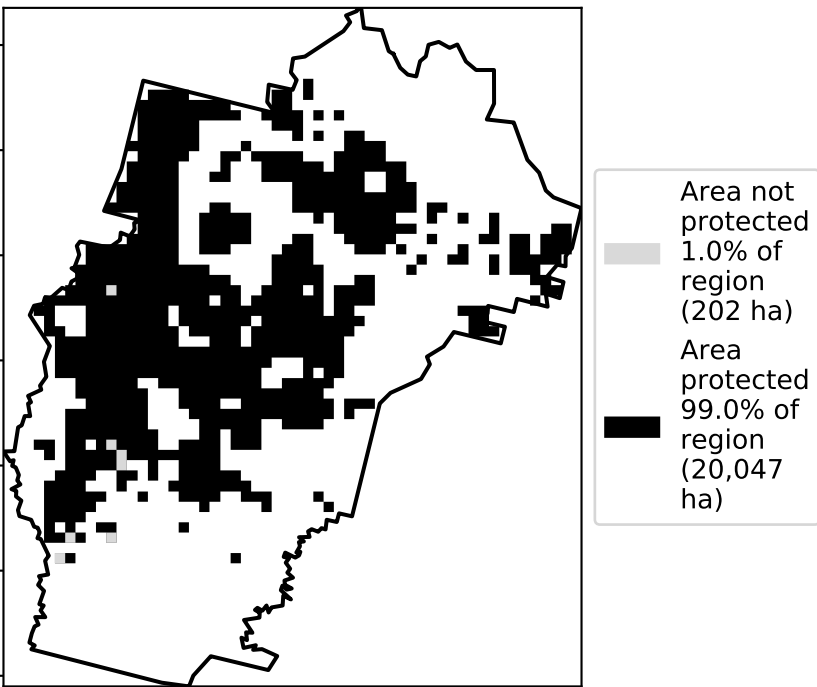 Area not
protected
1.0% of
region
(202 ha)
Area
protected
99.0% of
region
(20,047
ha)